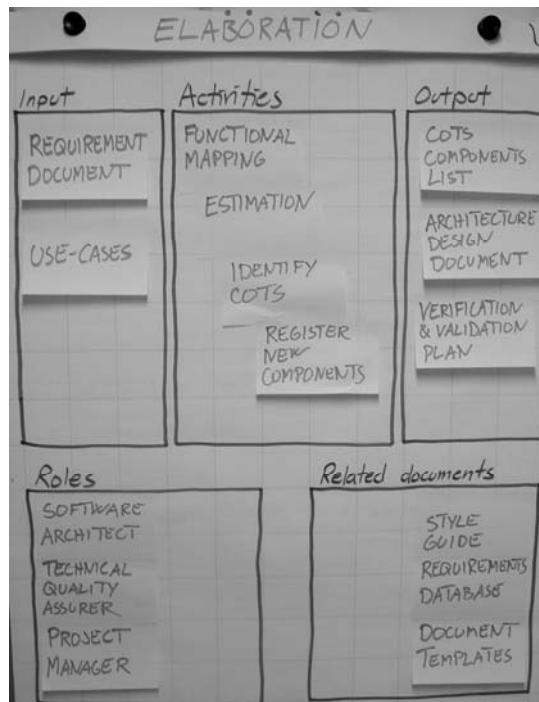 ELABORATION
Input
REQUIREMENT
DOCUMENT
USE-CASES
Activities
FUNCTIONAL
MAPPING
ESTIMATION
IDENTIFY
COTS
REGISTER
NEW
COMPONENTS
Output
COTS
COMPONENTS
LIST
ARCHITECTURE
DESIGN
DOCUMENT
VERIFICATION
& VALIDATION
PLAN
Roles
SOFTWARE
ARCHITECT
TECHNICAL
QUALITY
ASSURER
PROJECT
MANAGER
Related documents
STYLE
GUIDE
REQUIREMENTS
DATABASE
DOCUMENT
TEMPLATES